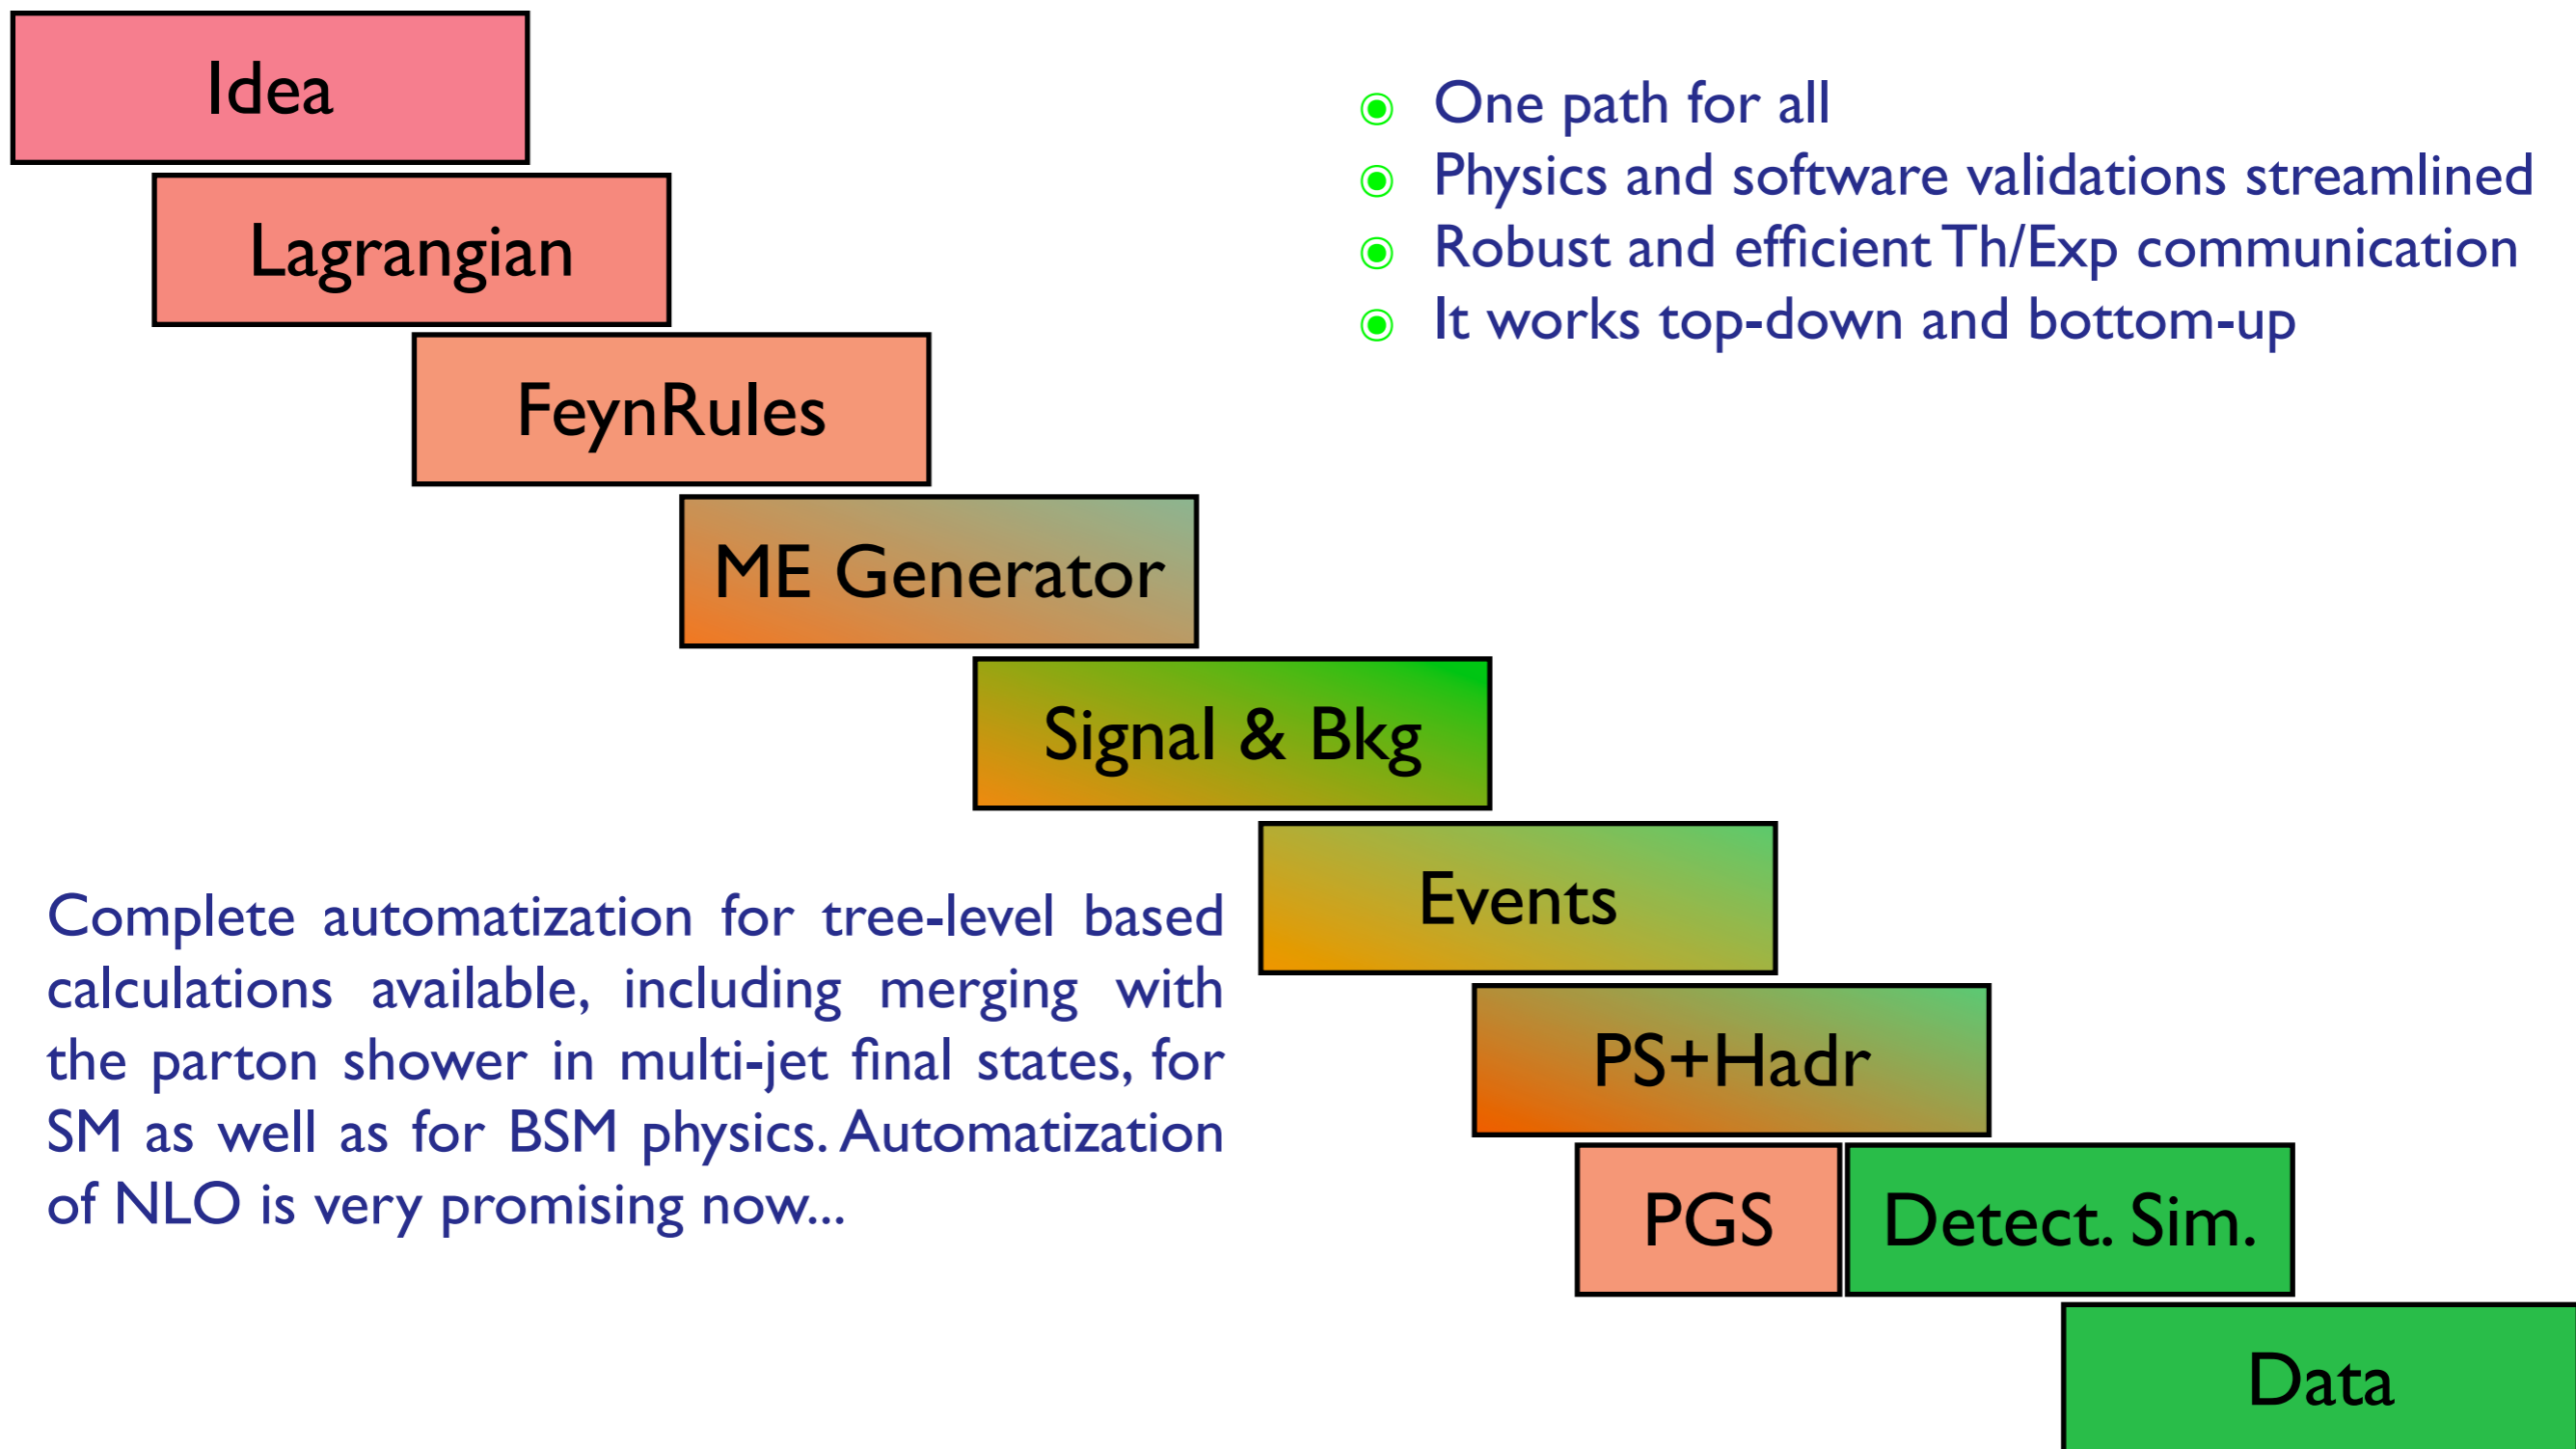 Idea
Lagrangian
FeynRules
ME Generator
Signal & Bkg
Events
PS+Hadr
PGS
Detect. Sim.
Data
One path for all
Physics and software validations streamlined
Robust and efficient Th/Exp communication
It works top-down and bottom-up
Complete automatization for tree-level based
calculations available, including merging with
the parton shower in multi-jet final states, for
SM as well as for BSM physics. Automatization
of NLO is very promising now...